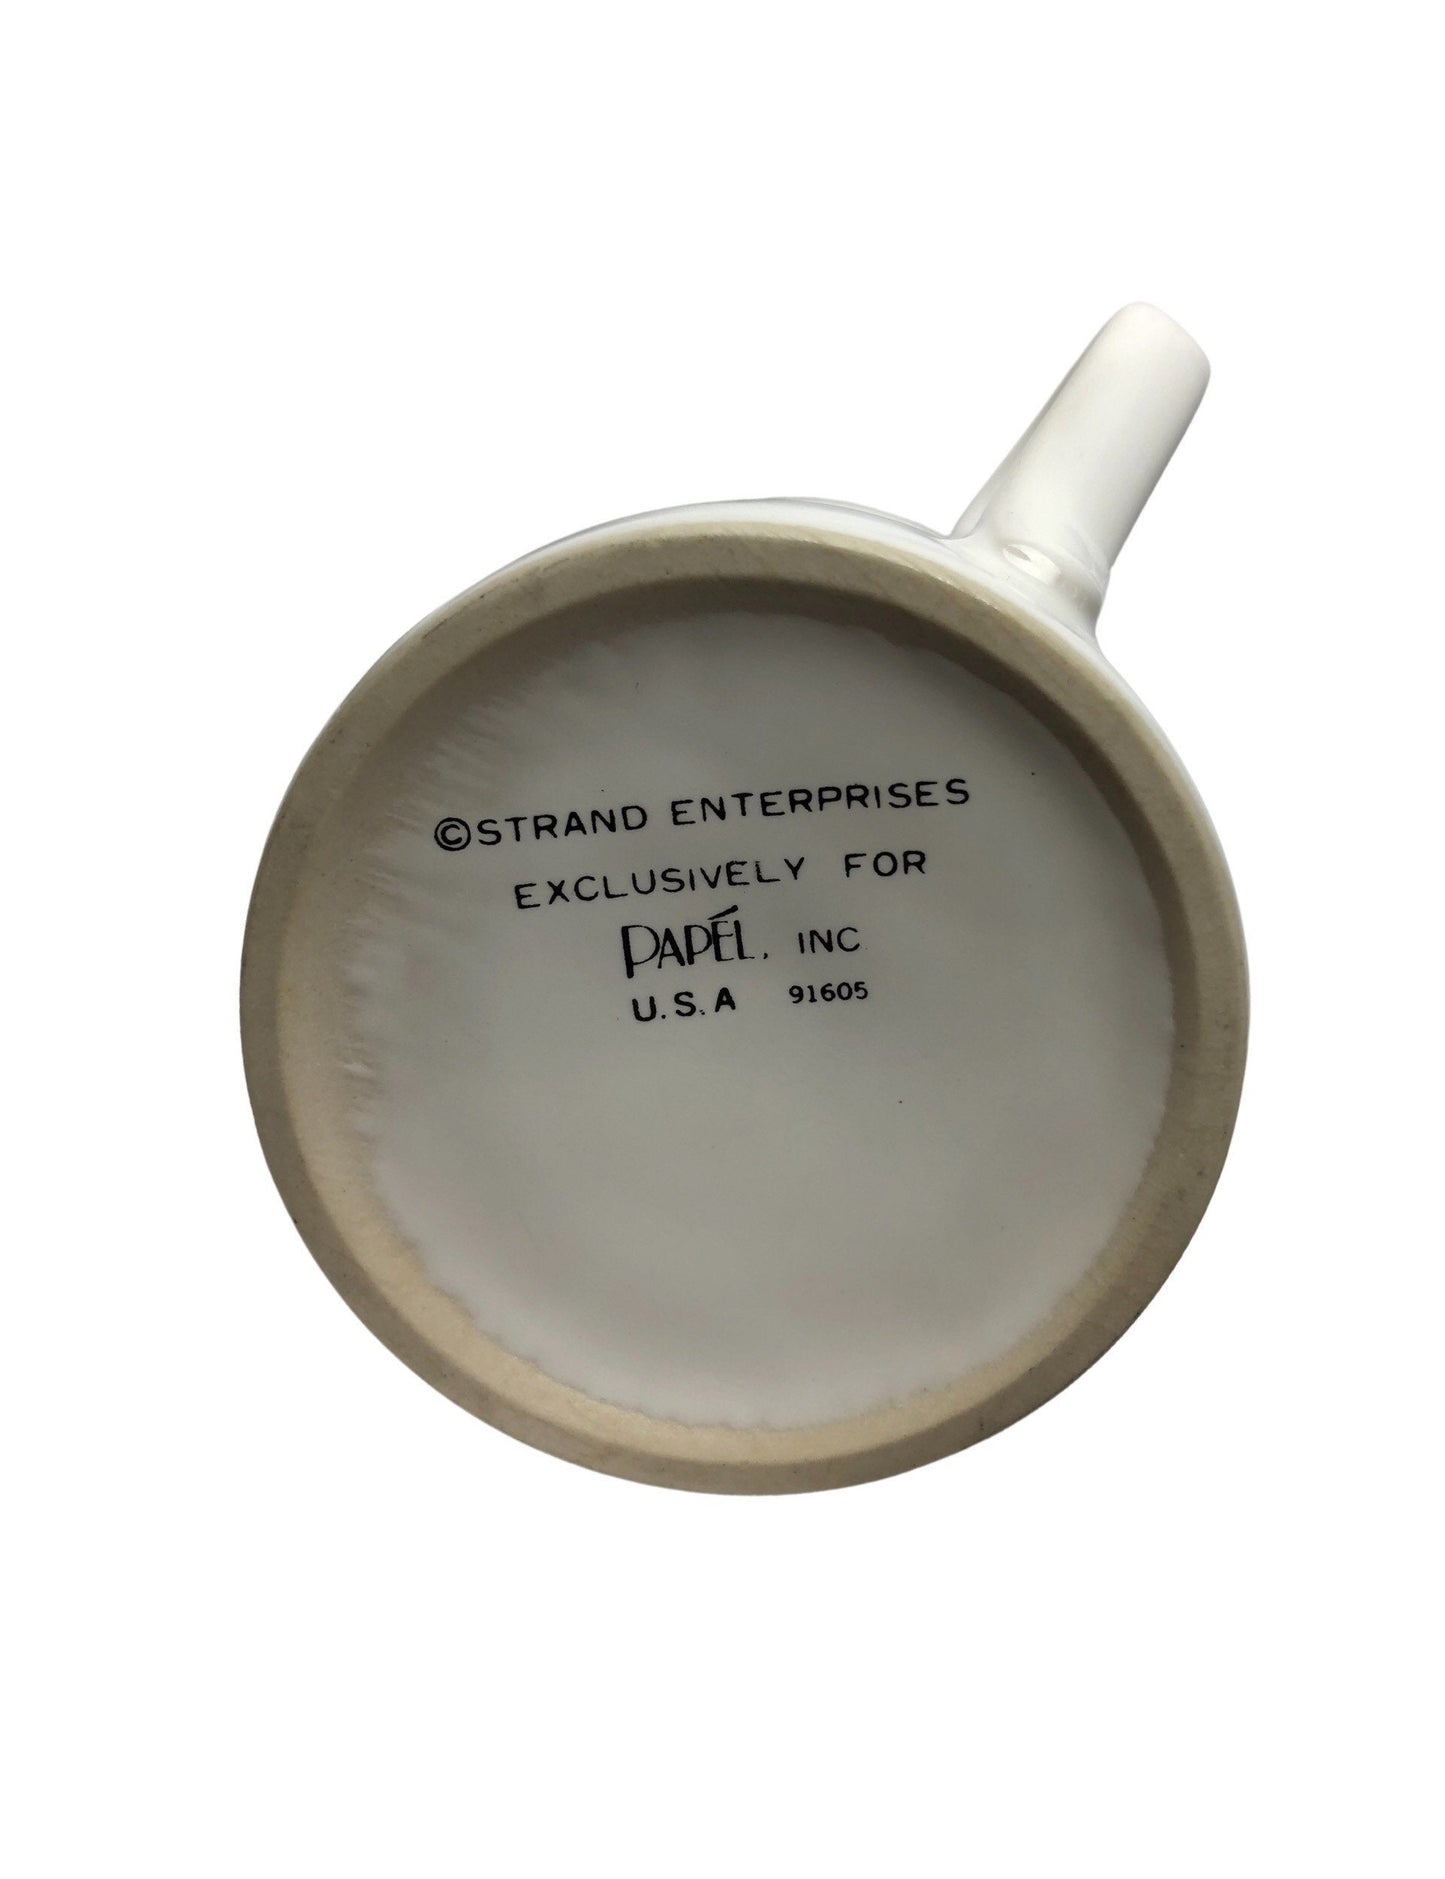 ©STRAND ENTERPRISES
EXCLUSIVELY FOR
PAPÉL, INC
U.S.A 91605